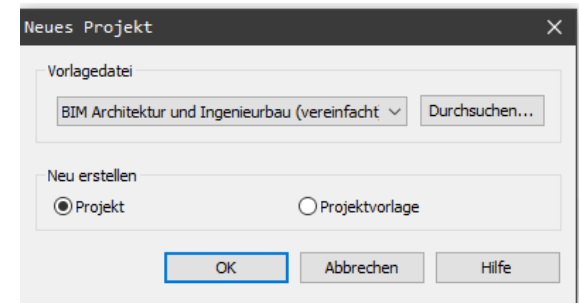 Neues Projekt
Vorlagedatei
BIM Architektur und Ingenieurbau (vereinfacht
Durchsuchen...
Neu erstellen
Projekt
Projektvorlage
OK
Abbrechen
Hilfe